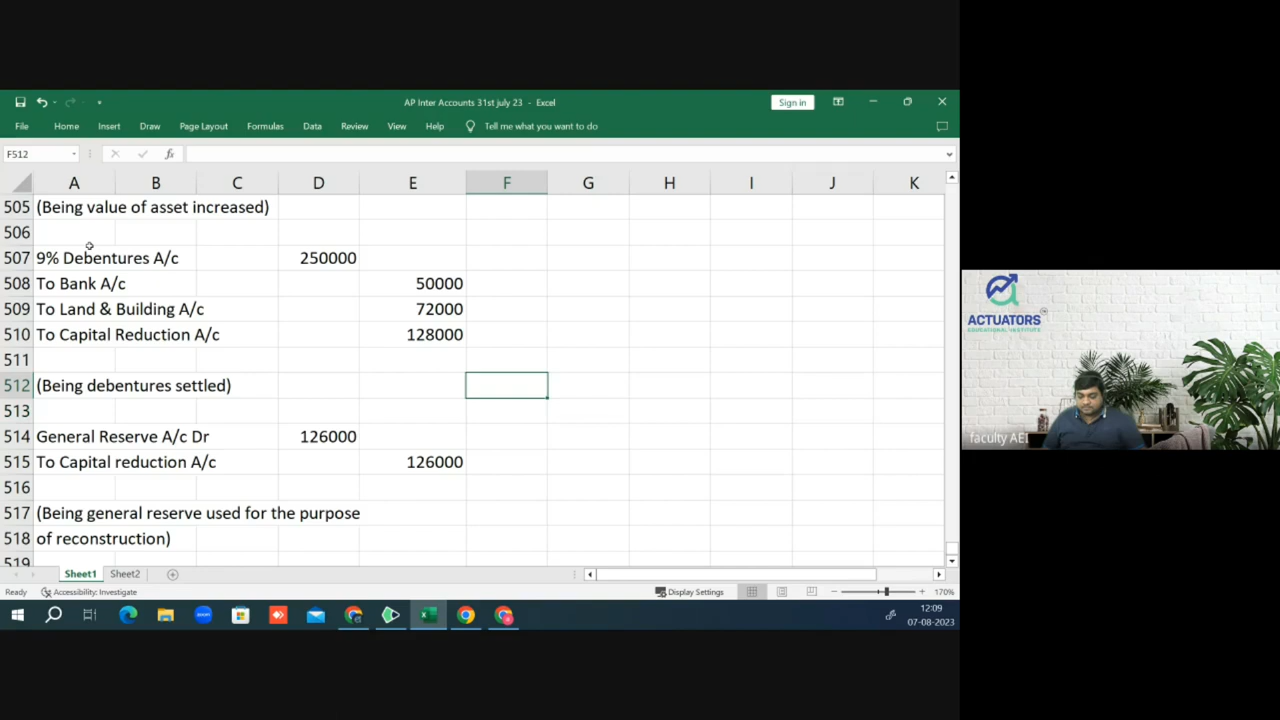 AP Inter Accounts 31st july 23 - Excel
Sign in
File Home Insert Draw Page Layout Formulas Data Review View Help Tell me what you want to do
F512
fx
A B C D E F G H I J K
505 (Being value of asset increased)
506
507 9% Debentures A/c 250000
508 To Bank A/c 50000
509 To Land & Building A/c 72000
510 To Capital Reduction A/c 128000
511
512 (Being debentures settled)
513
514 General Reserve A/c Dr 126000
515 To Capital reduction A/c 126000
516
517 (Being general reserve used for the purpose
518 of reconstruction)
519
Sheet1 Sheet2
Ready Accessibility: Investigate Display Settings 170%
12:09
07-08-2023
ACTUATORS
EDUCATIONAL INSTITUTE
faculty AEI
zoom